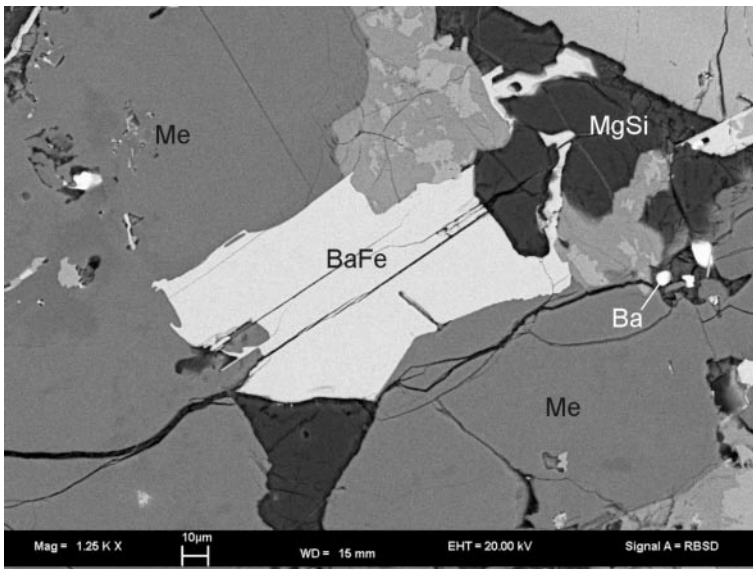 MgSi
Me
BaFe
Ba
Me
Mag = 1.25 K X
10µm
WD = 15 mm
EHT = 20.00 kV
Signal A = RBSD